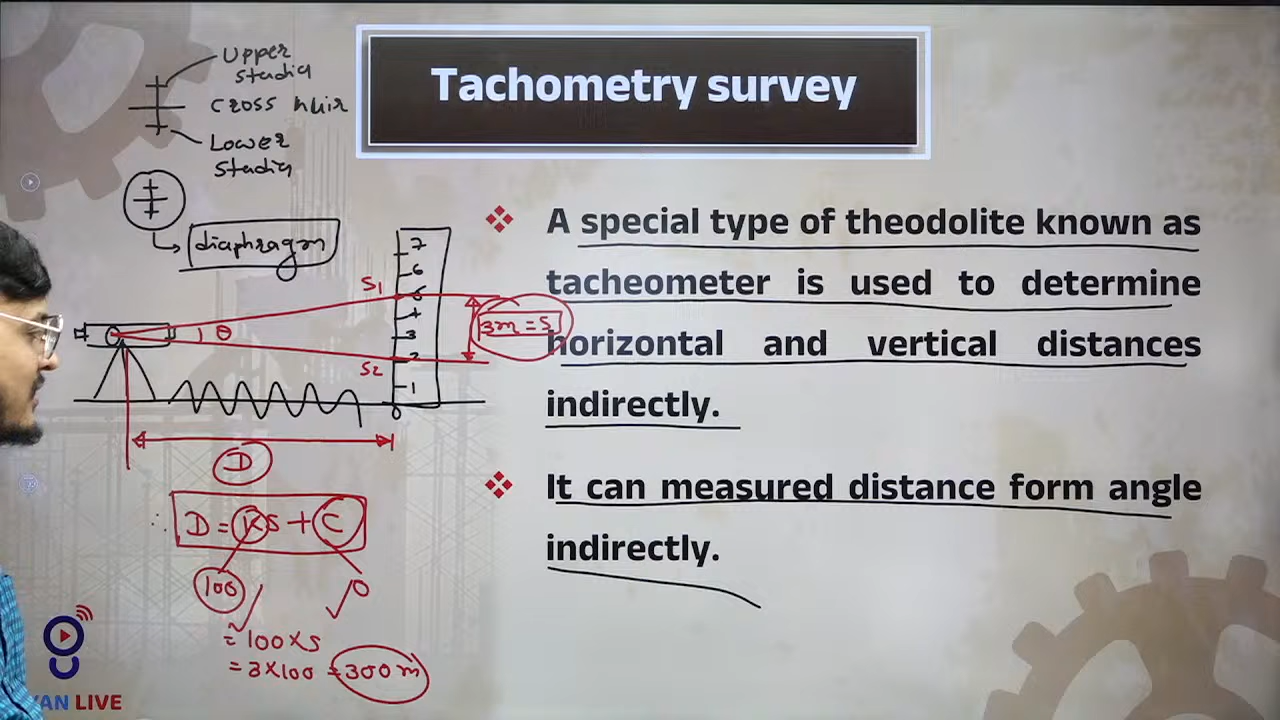 Upper
stadia
cross hair
Lower
stadia
diaphragm
Tachometry survey
A special type of theodolite known as
tacheometer is used to determine
horizontal and vertical distances
indirectly.
It can measured distance form angle
indirectly.
7
6
5
4
3
2
1
0
S1
S2
θ
3m = S
D
∴ D = KS + C
100
0
= 100 x S
= 3 x 100 = 300 m
YAN LIVE